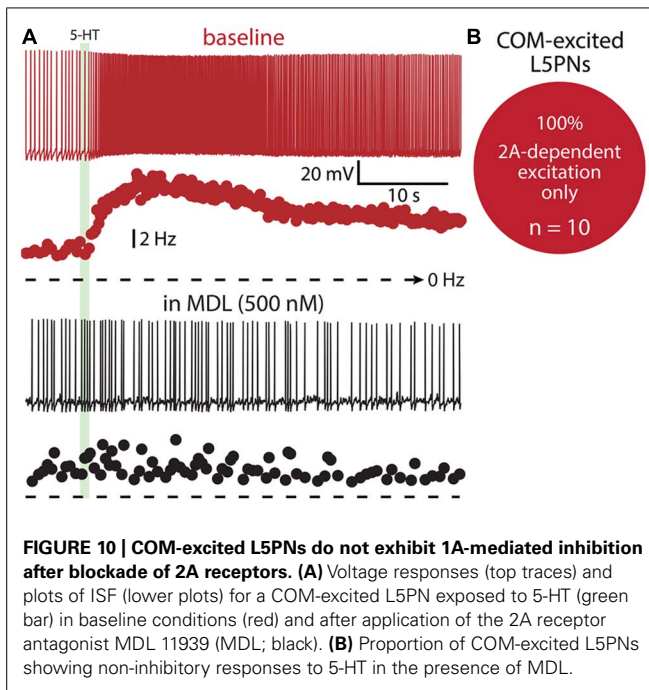 A
5-HT
baseline
B
COM-excited
L5PNs
100%
2A-dependent
excitation
only
n = 10
20 mV
10 s
2 Hz
0 Hz
in MDL (500 nM)
FIGURE 10 | COM-excited L5PNs do not exhibit 1A-mediated inhibition
after blockade of 2A receptors. (A) Voltage responses (top traces) and
plots of ISF (lower plots) for a COM-excited L5PN exposed to 5-HT (green
bar) in baseline conditions (red) and after application of the 2A receptor
antagonist MDL 11939 (MDL; black). (B) Proportion of COM-excited L5PNs
showing non-inhibitory responses to 5-HT in the presence of MDL.